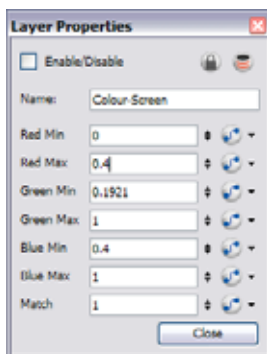 Layer Properties
Enable/Disable
Name: Colour-Screen
Red Min 0
Red Max 0.4
Green Min 0.1921
Green Max 1
Blue Min 0.4
Blue Max 1
Match 1
Close